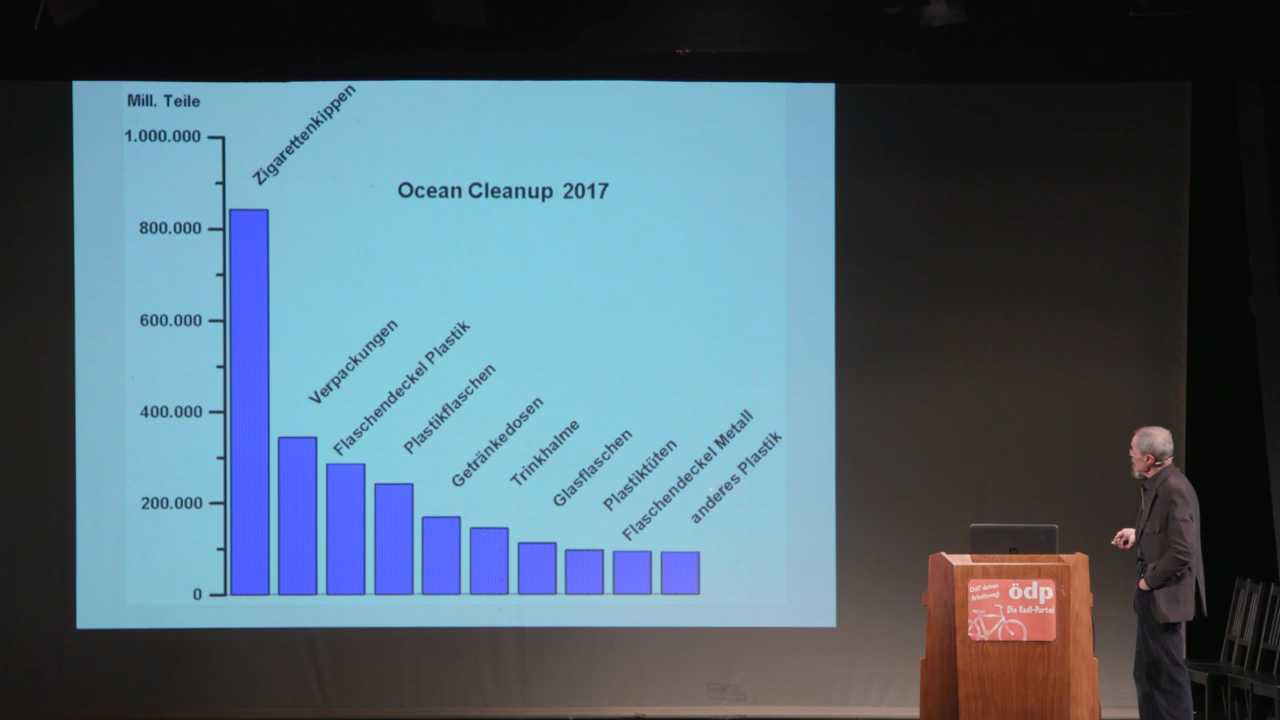 Mill. Teile
1.000.000
800.000
600.000
400.000
200.000
0
Ocean Cleanup 2017
Zigarettenkippen
Verpackungen
Flaschendeckel Plastik
Plastikflaschen
Getränkedosen
Trinkhalme
Glasflaschen
Plastiktüten
Flaschendeckel Metall
anderes Plastik
ödp
Die Radl-Partei